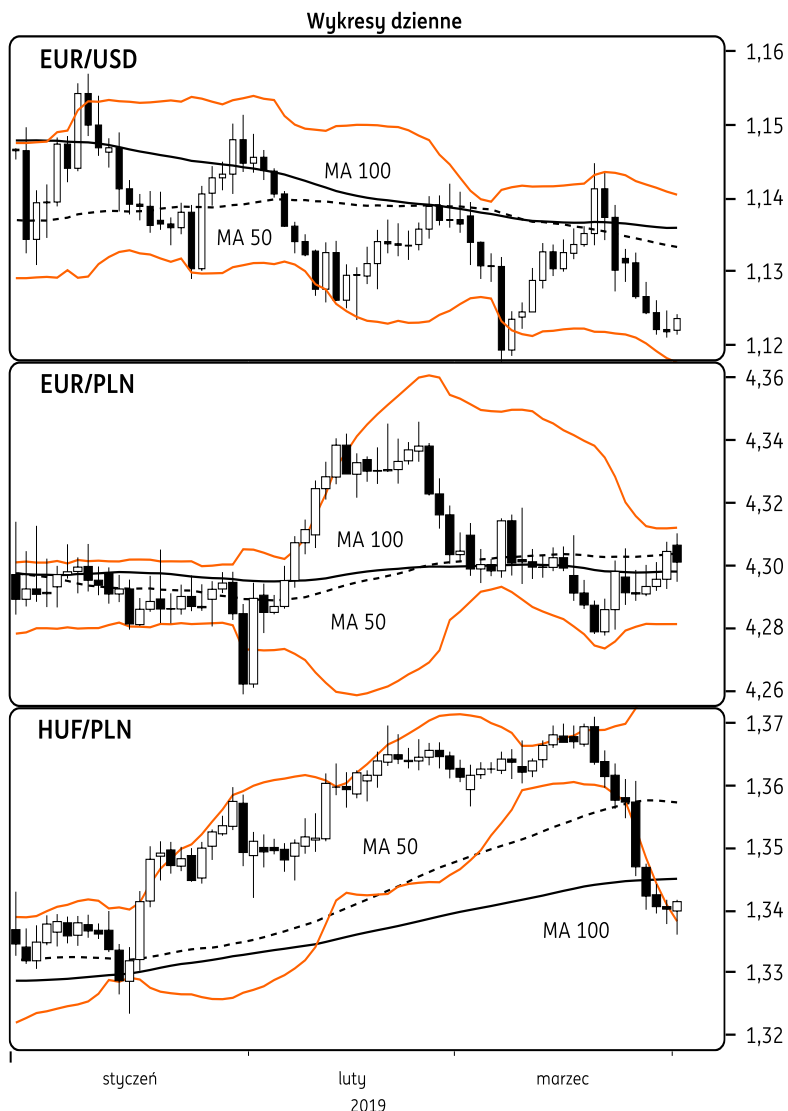 Wykresy dzienne
EUR/USD
1,16
1,15
MA 100
1,14
MA 50
1,13
1,12
EUR/PLN
4,36
4,34
4,32
MA 100
4,30
MA 50
4,28
4,26
HUF/PLN
1,37
1,36
MA 50
1,35
1,34
MA 100
1,33
1,32
styczeń luty marzec
2019